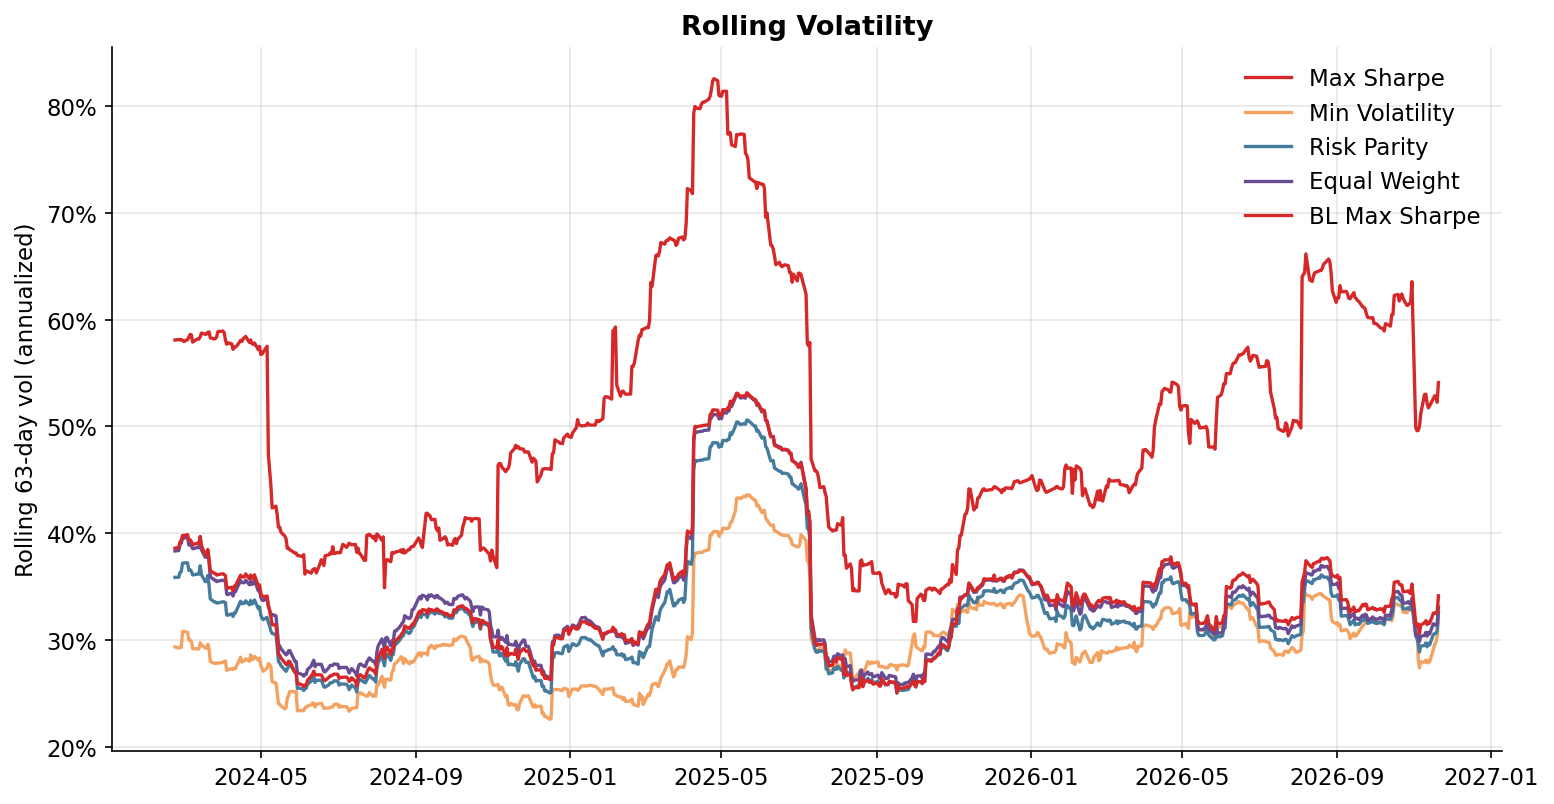 Rolling Volatility
Rolling 63-day vol (annualized)
80%
70%
60%
50%
40%
30%
20%
Max Sharpe
Min Volatility
Risk Parity
Equal Weight
BL Max Sharpe
2024-05 2024-09 2025-01 2025-05 2025-09 2026-01 2026-05 2026-09 2027-01